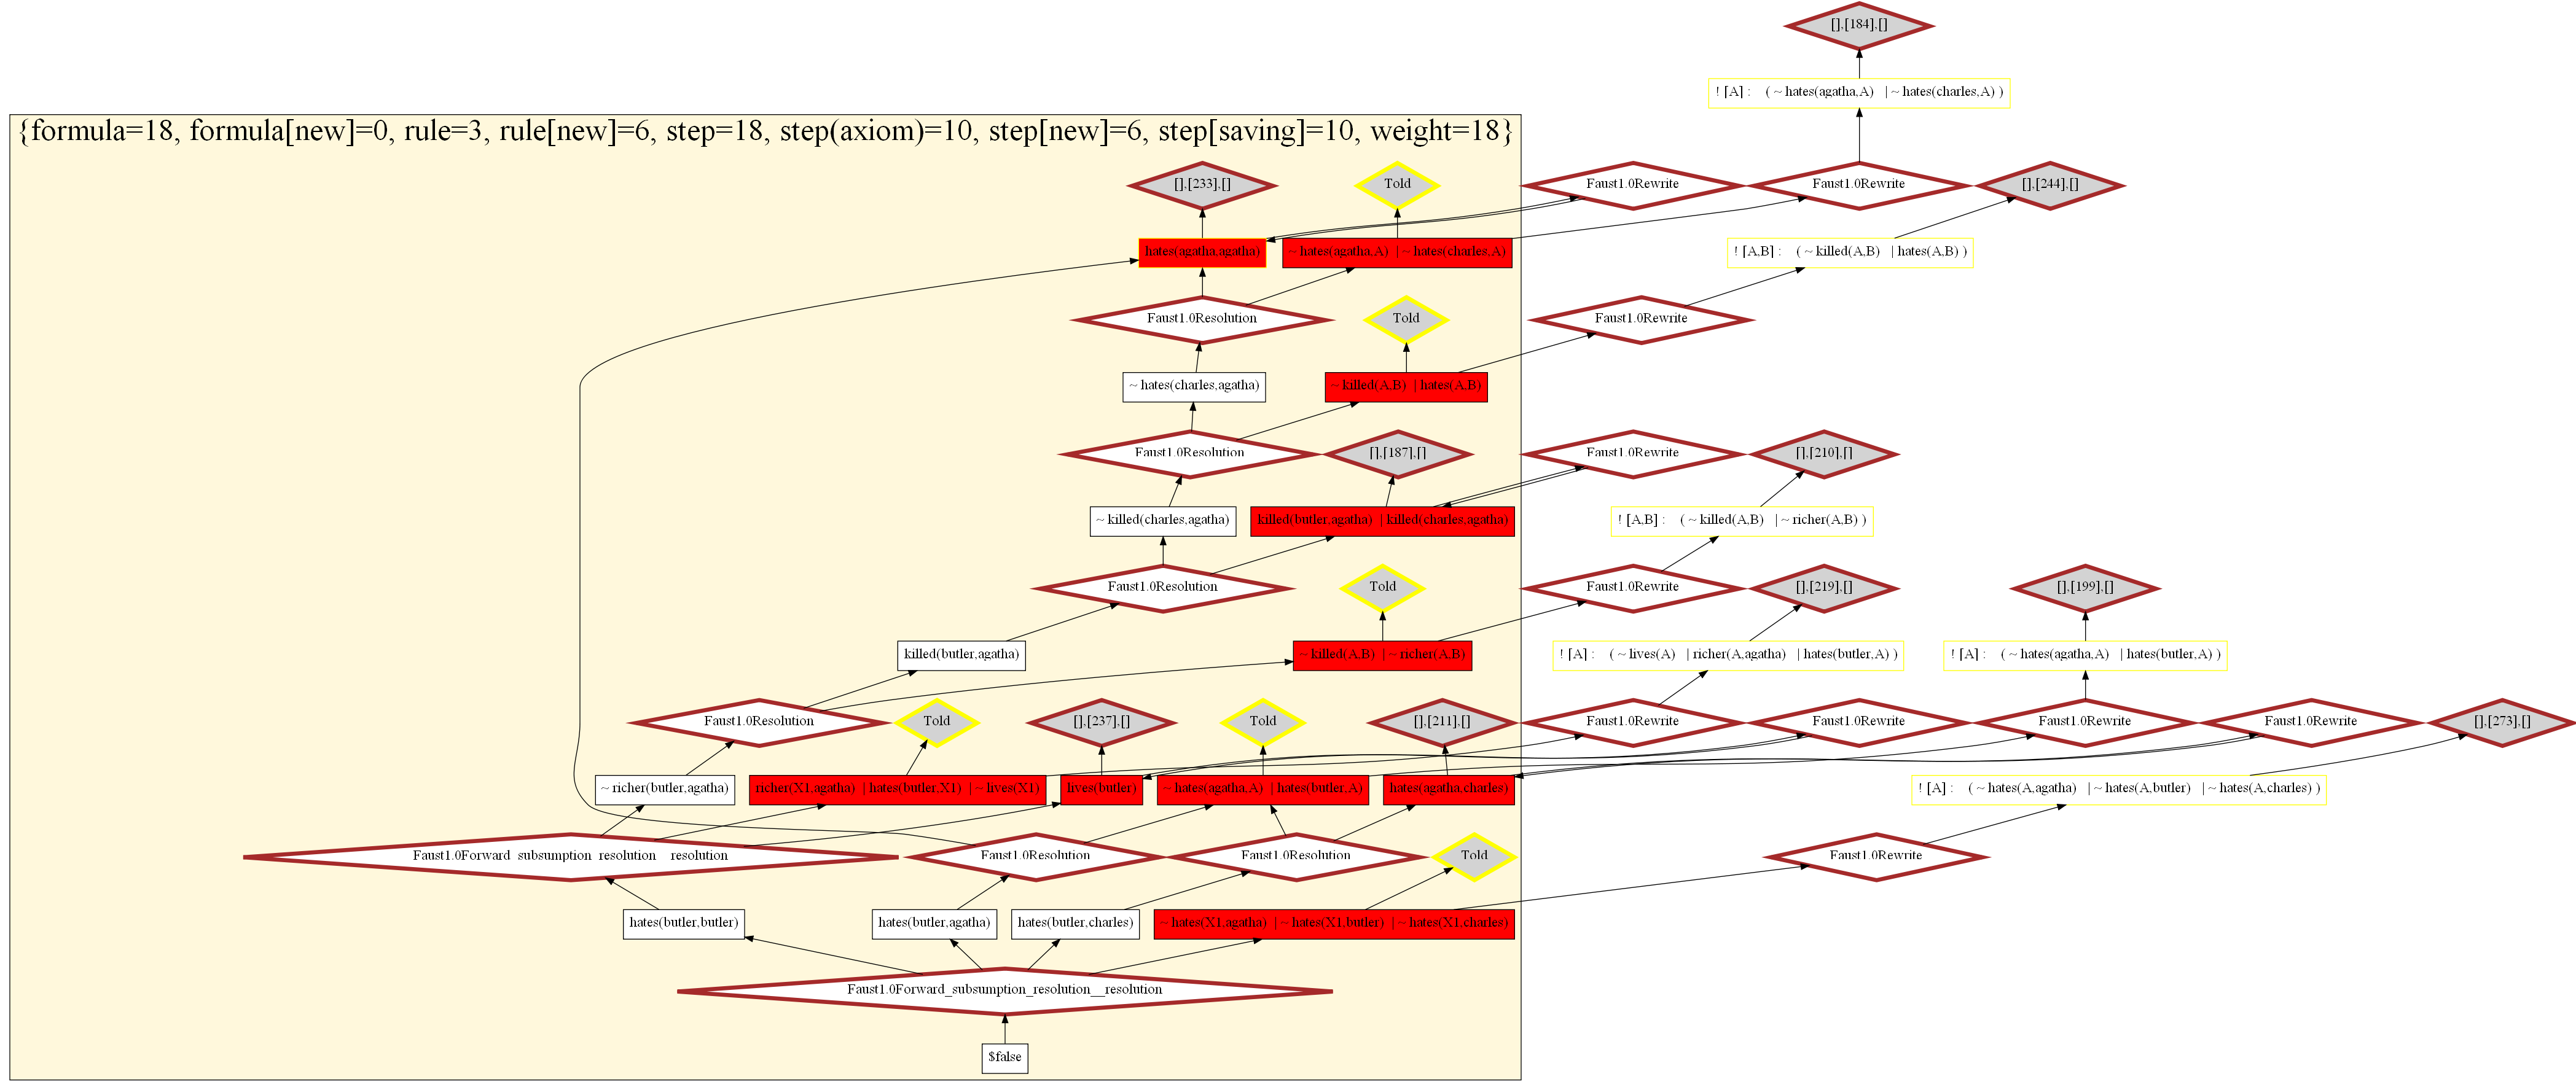 [],[184],[]
! [A] : ( ~ hates(agatha,A) | ~ hates(charles,A) )
{formula=18, formula[new]=0, rule=3, rule[new]=6, step=18, step(axiom)=10, step[new]=6, step[saving]=10, weight=18}
[],[233],[]
Told
Faust1.0Rewrite
Faust1.0Rewrite
[],[244],[]
hates(agatha,agatha)
~ hates(agatha,A) | ~ hates(charles,A)
! [A,B] : ( ~ killed(A,B) | hates(A,B) )
Faust1.0Resolution
Told
Faust1.0Rewrite
~ hates(charles,agatha)
~ killed(A,B) | hates(A,B)
Faust1.0Resolution
[],[187],[]
Faust1.0Rewrite
[],[210],[]
~ killed(charles,agatha)
killed(butler,agatha) | killed(charles,agatha)
! [A,B] : ( ~ killed(A,B) | ~ richer(A,B) )
Faust1.0Resolution
Told
Faust1.0Rewrite
[],[219],[]
[],[199],[]
killed(butler,agatha)
~ killed(A,B) | ~ richer(A,B)
! [A] : ( ~ lives(A) | richer(A,agatha) | hates(butler,A) )
! [A] : ( ~ hates(agatha,A) | hates(butler,A) )
Faust1.0Resolution
Told
[],[237],[]
Told
[],[211],[]
Faust1.0Rewrite
Faust1.0Rewrite
Faust1.0Rewrite
Faust1.0Rewrite
[],[273],[]
~ richer(butler,agatha)
richer(X1,agatha) | hates(butler,X1) | ~ lives(X1)
lives(butler)
~ hates(agatha,A) | hates(butler,A)
hates(agatha,charles)
! [A] : ( ~ hates(A,agatha) | ~ hates(A,butler) | ~ hates(A,charles) )
Faust1.0Forward_subsumption_resolution__resolution
Faust1.0Resolution
Faust1.0Resolution
Told
Faust1.0Rewrite
hates(butler,butler)
hates(butler,agatha)
hates(butler,charles)
~ hates(X1,agatha) | ~ hates(X1,butler) | ~ hates(X1,charles)
Faust1.0Forward_subsumption_resolution__resolution
$false